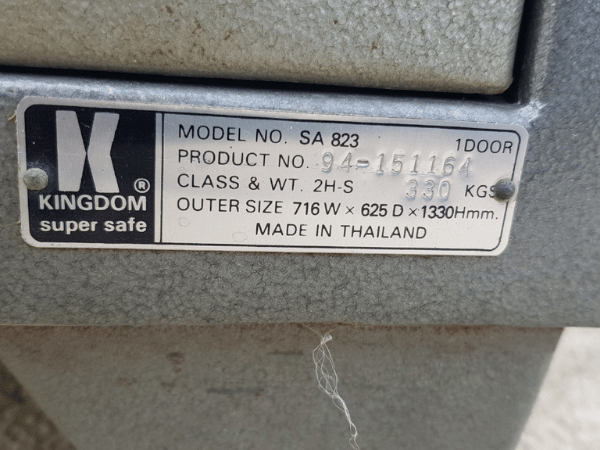 K®
KINGDOM
super safe
MODEL NO. SA 823 1DOOR
PRODUCT NO. 94-151164
CLASS & WT. 2H-S 330 KGS
OUTER SIZE 716 W × 625 D × 1330Hmm.
MADE IN THAILAND